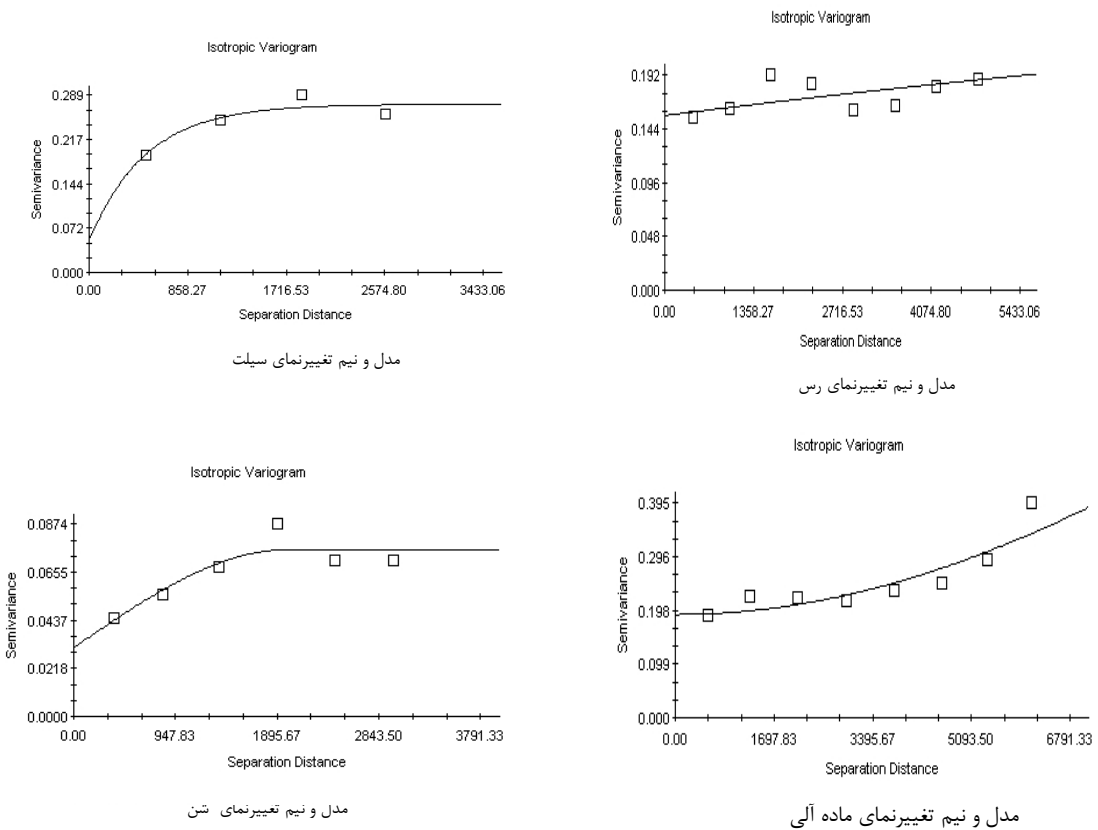 Isotropic Variogram
Semivariance
0.289
0.217
0.144
0.072
0.000
0.00 858.27 1716.53 2574.80 3433.06
Separation Distance
مدل و نیم تغییرنمای سیلت
Isotropic Variogram
Semivariance
0.192
0.144
0.096
0.048
0.000
0.00 1358.27 2716.53 4074.80 5433.06
Separation Distance
مدل و نیم تغییرنمای رس
Isotropic Variogram
Semivariance
0.0874
0.0655
0.0437
0.0218
0.0000
0.00 947.83 1895.67 2843.50 3791.33
Separation Distance
مدل و نیم تغییرنمای شن
Isotropic Variogram
Semivariance
0.395
0.296
0.198
0.099
0.000
0.00 1697.83 3395.67 5093.50 6791.33
Separation Distance
مدل و نیم تغییرنمای ماده آلی